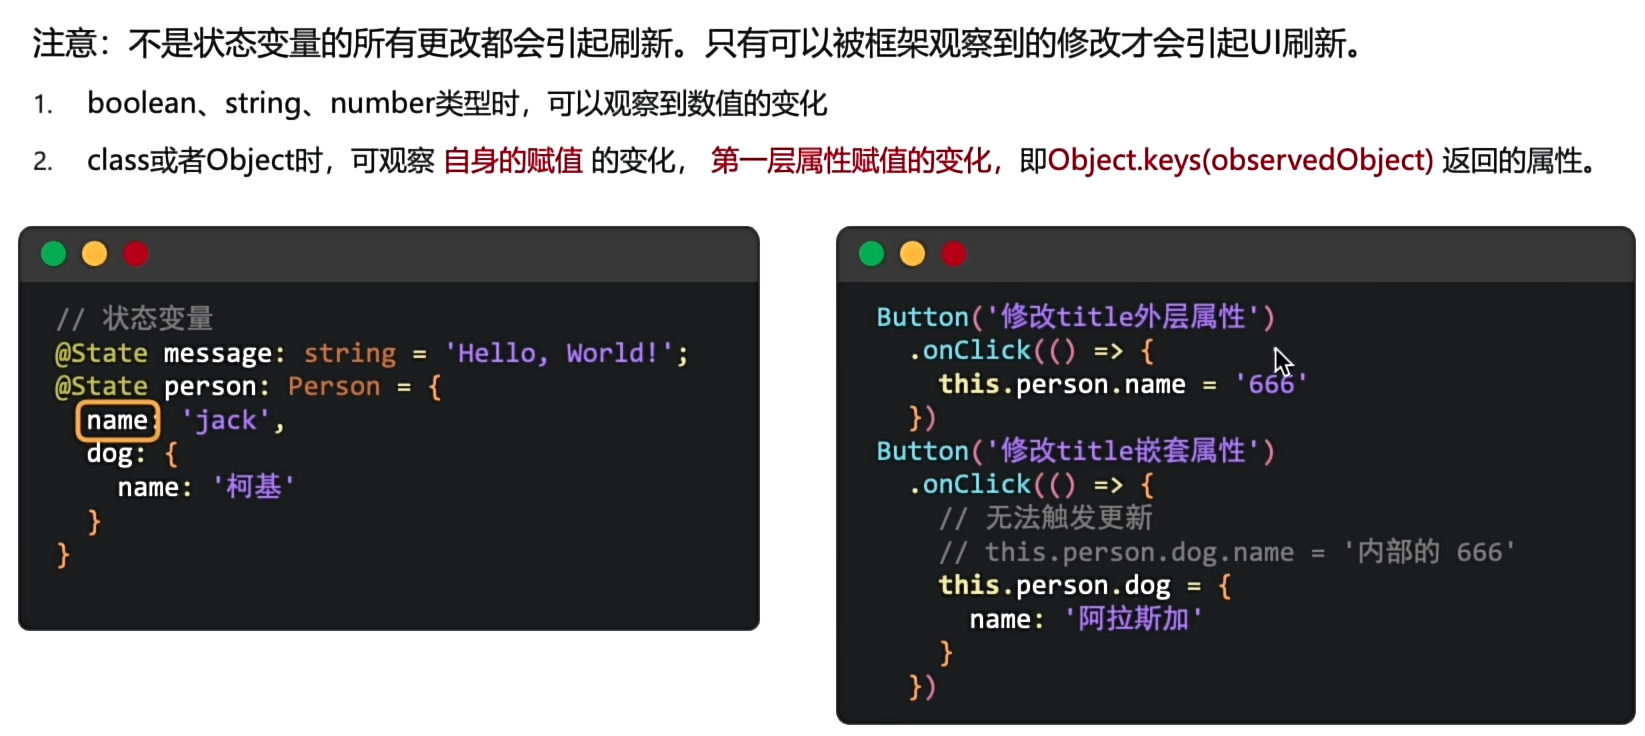 注意：不是状态变量的所有更改都会引起刷新。只有可以被框架观察到的修改才会引起UI刷新。
1. boolean、string、number类型时，可以观察到数值的变化
2. class或者Object时，可观察 自身的赋值 的变化， 第一层属性赋值的变化，即Object.keys(observedObject) 返回的属性。
// 状态变量
@State message: string = 'Hello, World!';
@State person: Person = {
  name: 'jack',
  dog: {
    name: '柯基'
  }
}
Button('修改title外层属性')
  .onClick(() => {
    this.person.name = '666'
  })
Button('修改title嵌套属性')
  .onClick(() => {
    // 无法触发更新
    // this.person.dog.name = '内部的 666'
    this.person.dog = {
      name: '阿拉斯加'
    }
  })